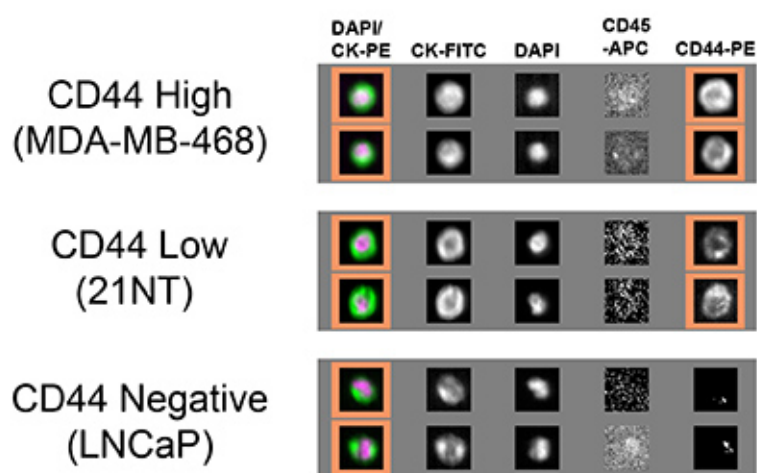 DAPI/ CK-PE CK-FITC DAPI CD45 -APC CD44-PE
CD44 High
(MDA-MB-468)
CD44 Low
(21NT)
CD44 Negative
(LNCaP)